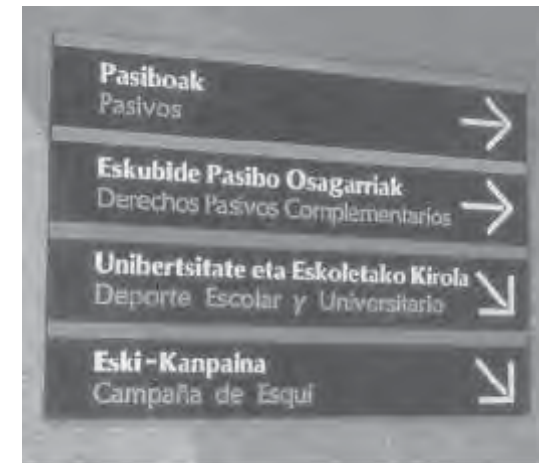 Pasiboak
Pasivos
Eskubide Pasibo Osagarriak
Derechos Pasivos Complementarios
Unibertsitate eta Eskoletako Kirola
Deporte Escolar y Universitario
Eski-Kanpaina
Campaña de Esquí